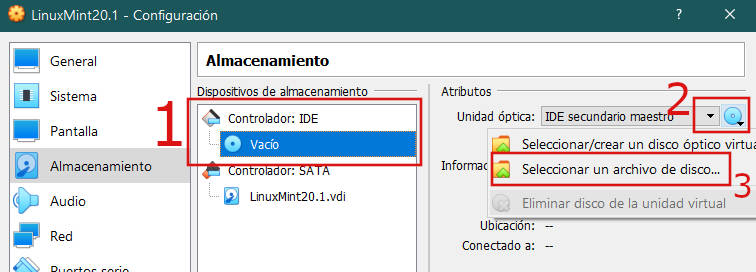 LinuxMint20.1 - Configuración
?
General
Sistema
Pantalla
Almacenamiento
Audio
Red
Puertos serie
Almacenamiento
Dispositivos de almacenamiento
1
Controlador: IDE
Vacío
Controlador: SATA
LinuxMint20.1.vdi
Atributos
2
Unidad óptica: IDE secundario maestro
Seleccionar/crear un disco óptico virtua
Seleccionar un archivo de disco...
3
Informac
Eliminar disco de la unidad virtual
Ubicación: --
Conectado a: --